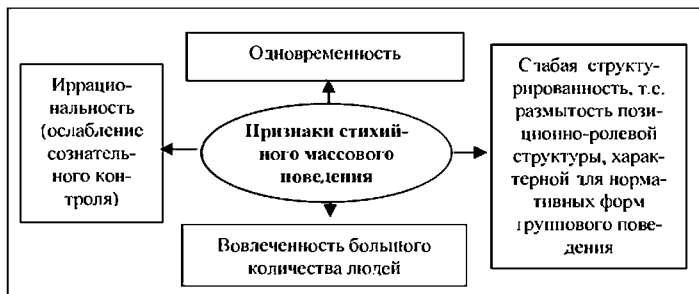 Одновременность
Иррацио-
нальность
(ослабление
сознатель-
ного кон-
троля)
Признаки стихий-
ного массового
поведения
Слабая структу-
рированность, т.е.
размытость пози-
ционно-ролевой
структуры, харак-
терной для нормa-
тивных форм
группового пове-
дения
Вовлеченность большого
количества людей